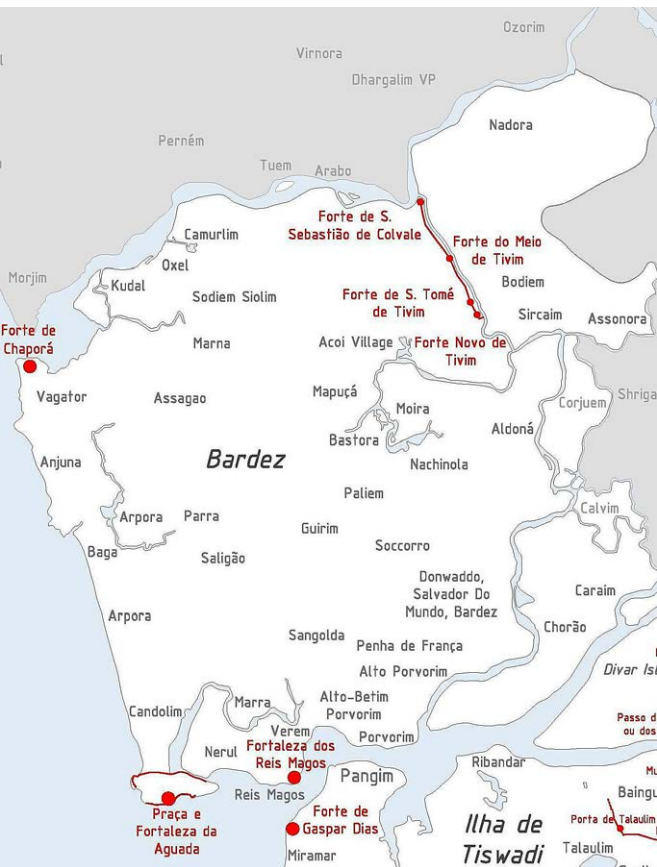 Ozorim
Virnora
Dhargalim VP
Nadora
Perném
Tuem
Arabo
Forte de S.
Sebastião de Colvale
Camurlim
Forte do Meio
de Tivim
Oxel
Morjim
Kudal
Bodiem
Sodiem Siolim
Forte de S. Tomé
de Tivim
Sircaim
Assonora
Forte de
Chaporá
Marna
Acoi Village
Forte Novo de
Tivim
Vagator
Assagao
Mapuçá
Moira
Corjuem
Shriga
Aldoná
Bastora
Anjuna
Bardez
Nachinola
Paliem
Calvim
Arpora
Parra
Guirim
Baga
Saligão
Soccorro
Donwaddo,
Salvador Do
Mundo, Bardez
Caraim
Arpora
Chorão
Sangolda
Penha de França
Divar Isl
Alto Porvorim
Candolim
Marra
Alto-Betim
Porvorim
Passo d
ou dos
Verem
Porvorim
Nerul
Fortaleza dos
Reis Magos
Pangim
Ribandar
Mu
Baingu
Reis Magos
Praça e
Fortaleza da
Aguada
Forte de
Gaspar Dias
Ilha de
Tiswadi
Porta de Talaulim
Talaulim
Miramar